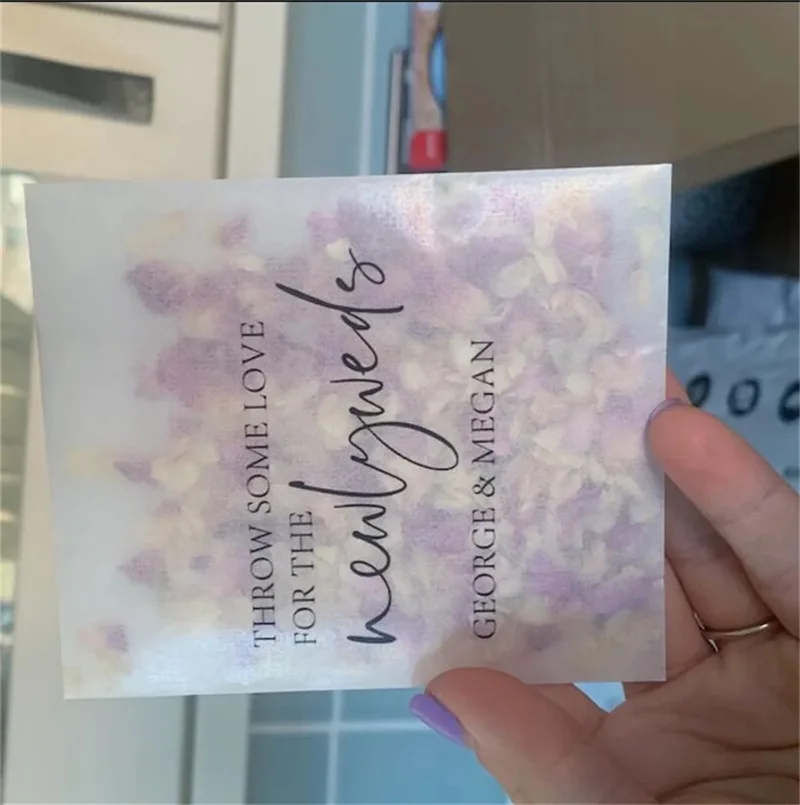 THROW SOME LOVE
FOR THE
newlyweds
GEORGE & MEGAN